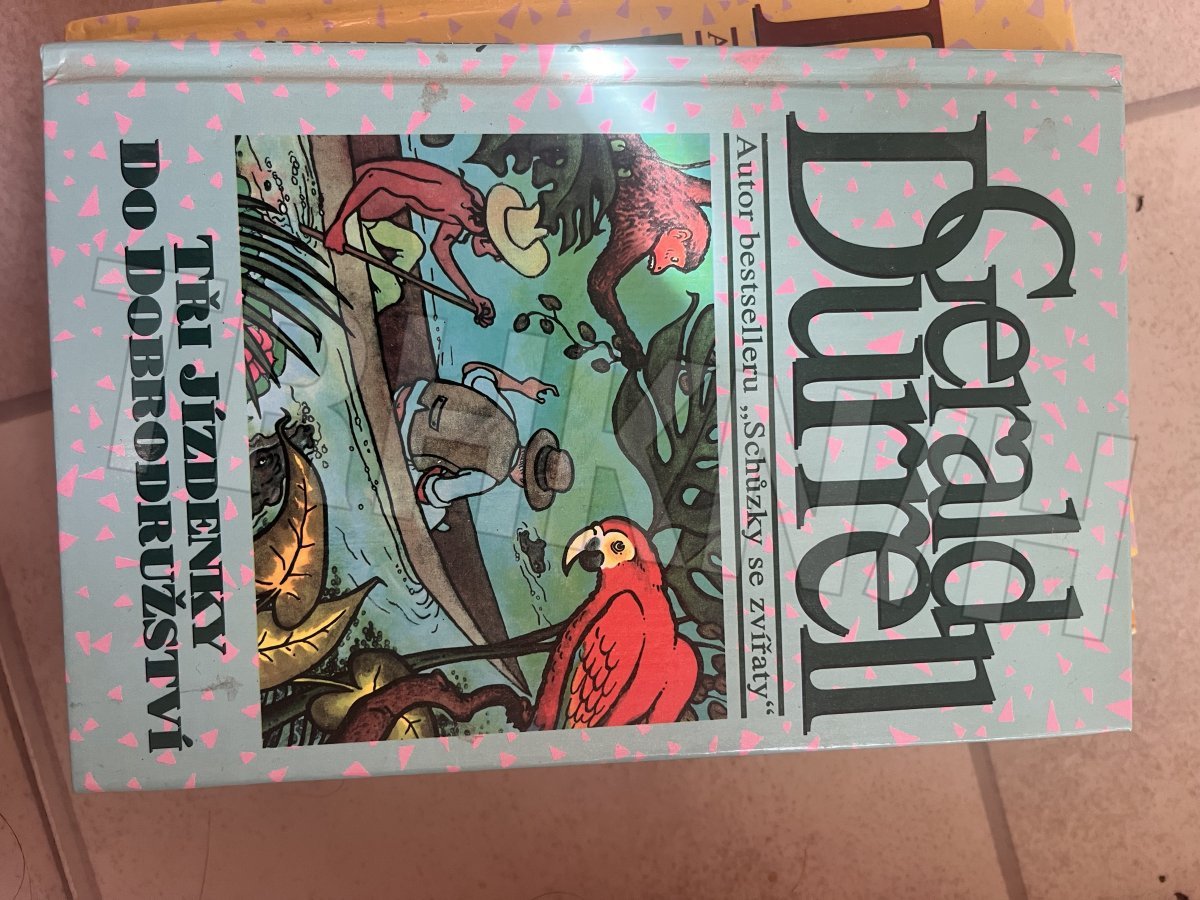 Gerald
Durrell
Autor bestselleru „Schůzky se zvířaty“
TŘI JÍZDENKY
DO DOBRODRUŽSTVÍ